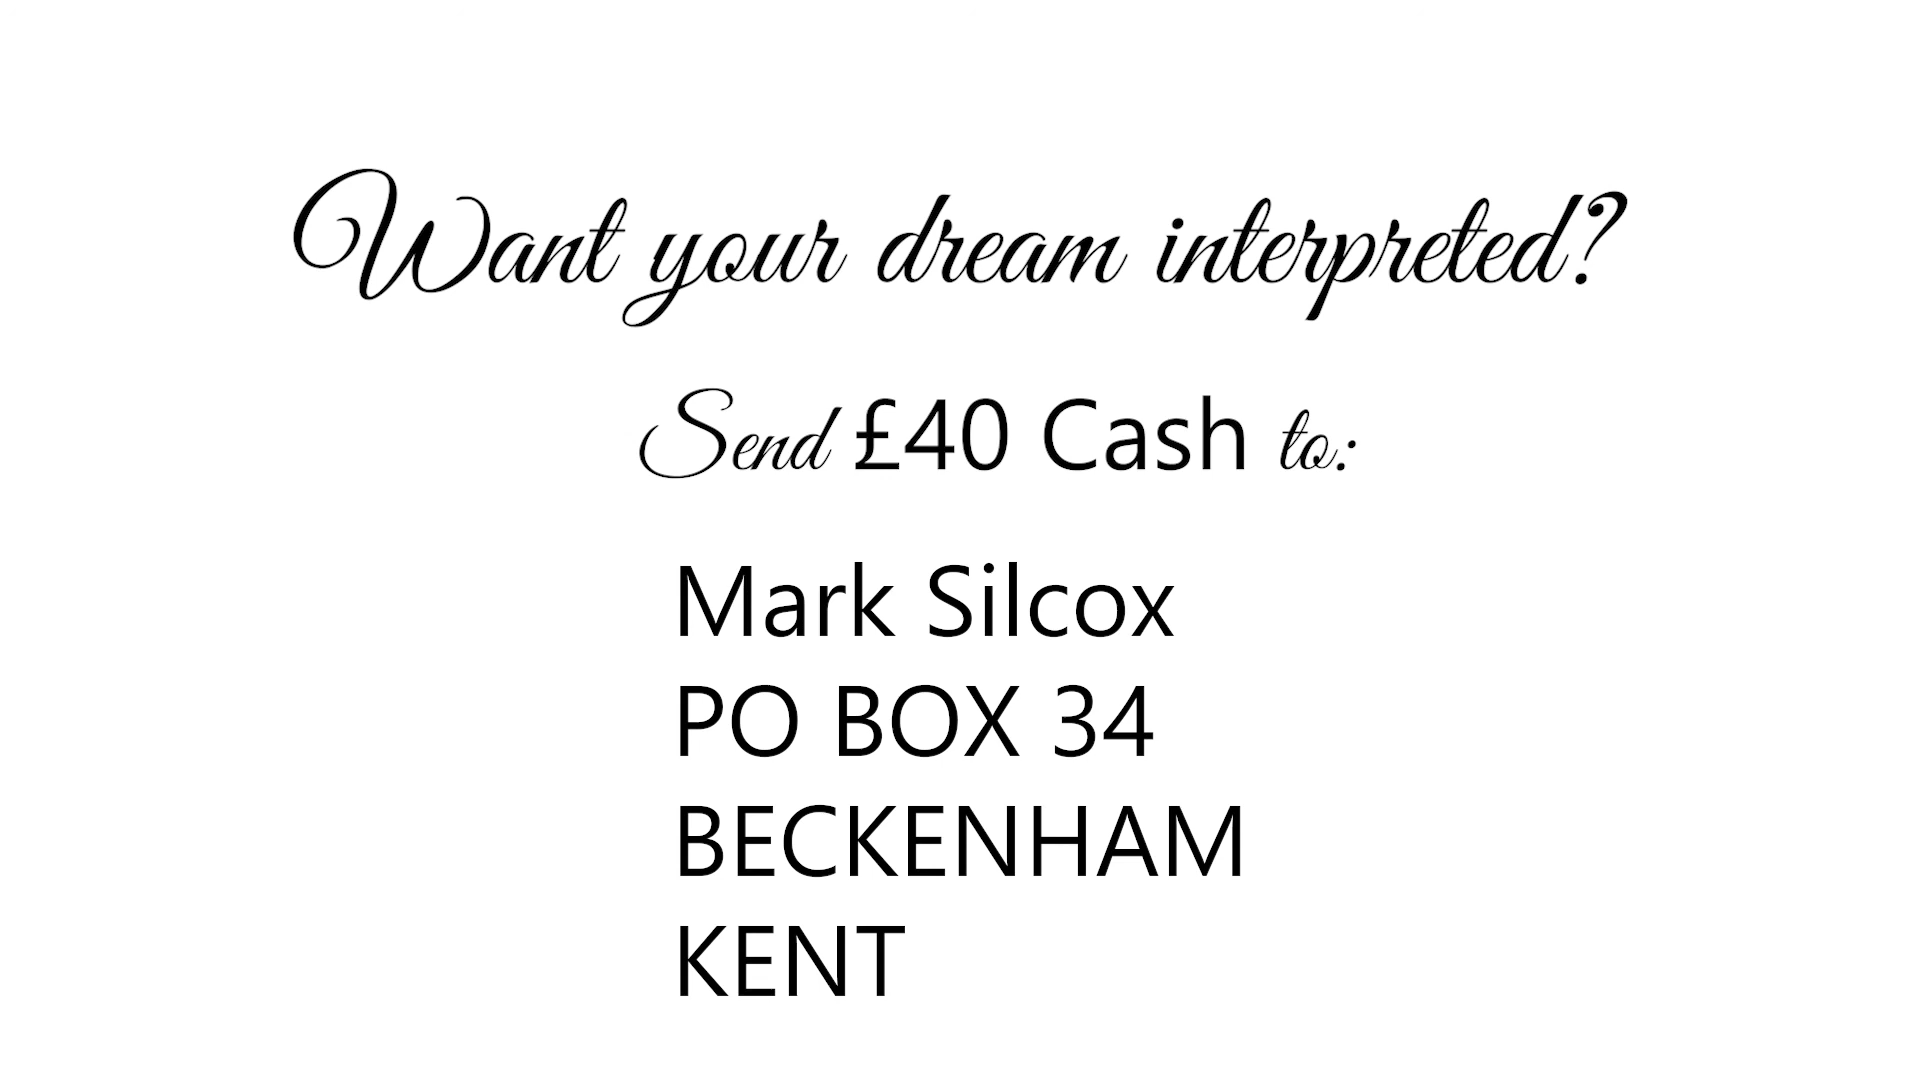 Want your dream interpreted?
Send £40 Cash to:
Mark Silcox
PO BOX 34
BECKENHAM
KENT